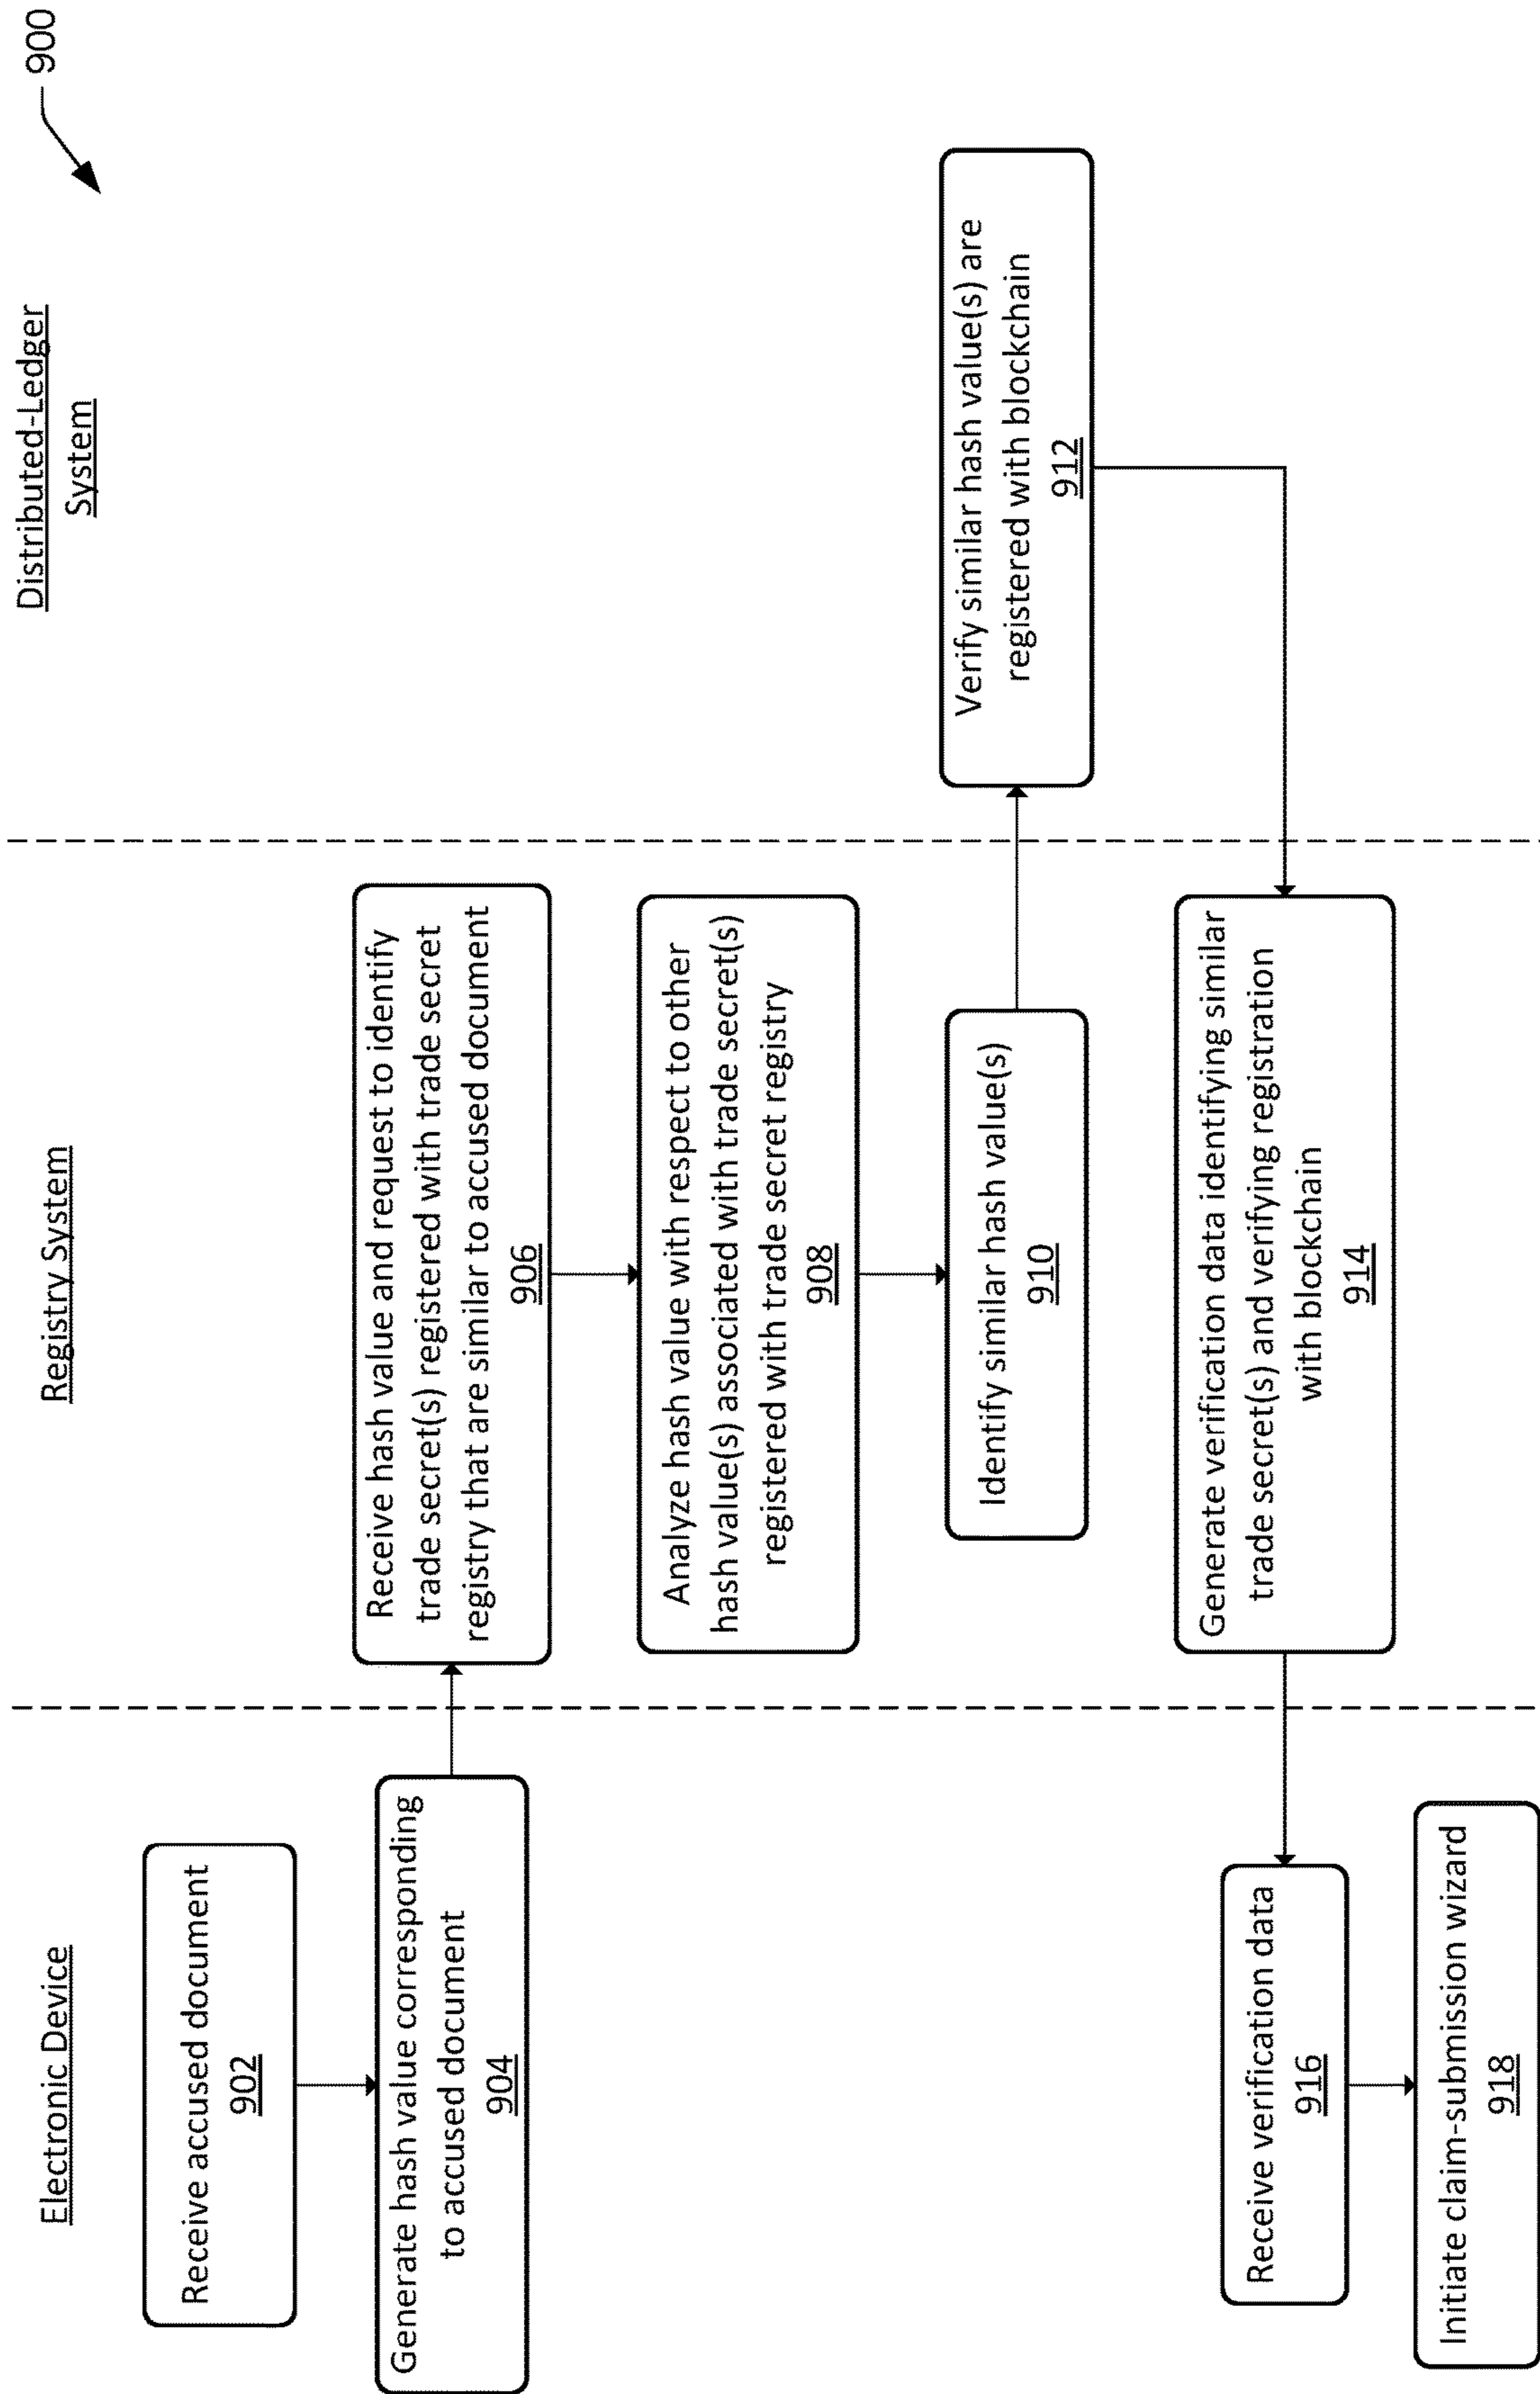 900
Electronic Device
Registry System
Distributed-Ledger
System
Receive accused document
902
Generate hash value corresponding
to accused document
904
Receive hash value and request to identify
trade secret(s) registered with trade secret
registry that are similar to accused document
906
Analyze hash value with respect to other
hash value(s) associated with trade secret(s)
registered with trade secret registry
908
Identify similar hash value(s)
910
Verify similar hash value(s) are
registered with blockchain
912
Generate verification data identifying similar
trade secret(s) and verifying registration
with blockchain
914
Receive verification data
916
Initiate claim-submission wizard
918